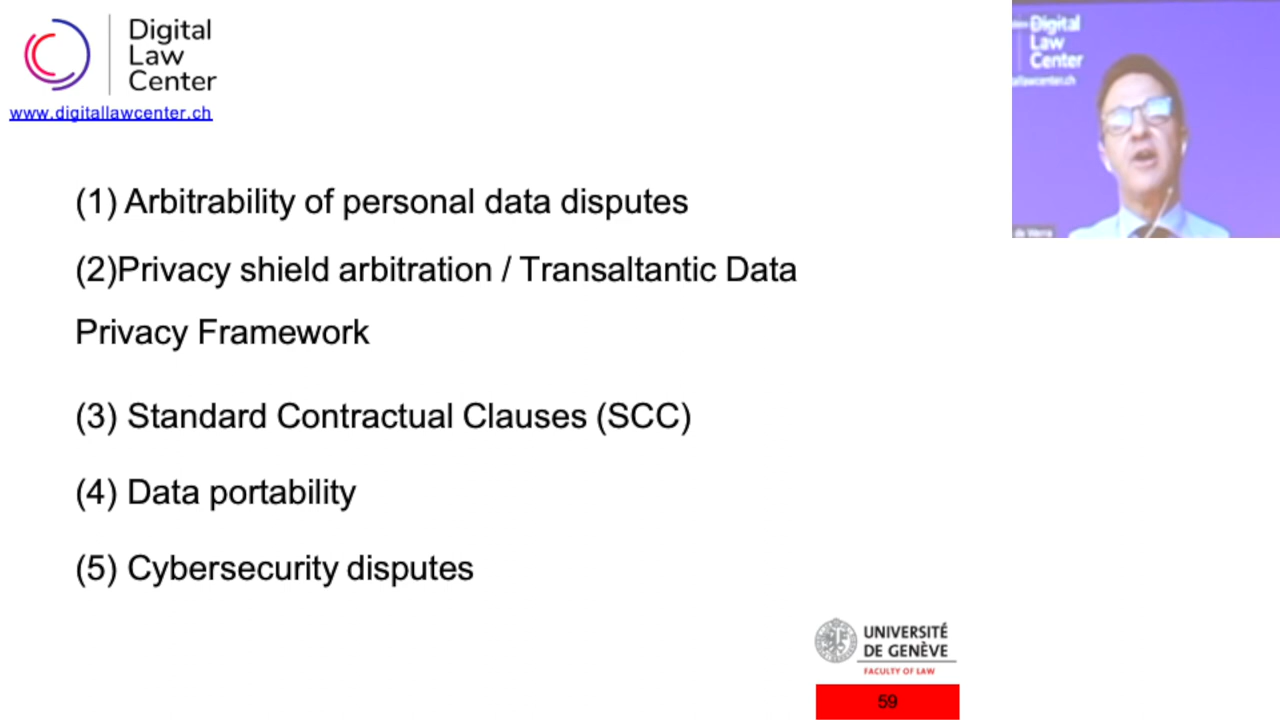 Digital
Law
Center
www.digitallawcenter.ch
(1) Arbitrability of personal data disputes
(2)Privacy shield arbitration / Transaltantic Data
Privacy Framework
(3) Standard Contractual Clauses (SCC)
(4) Data portability
(5) Cybersecurity disputes
UNIVERSITÉ
DE GENÈVE
FACULTY OF LAW
59
Digital
Law
Center